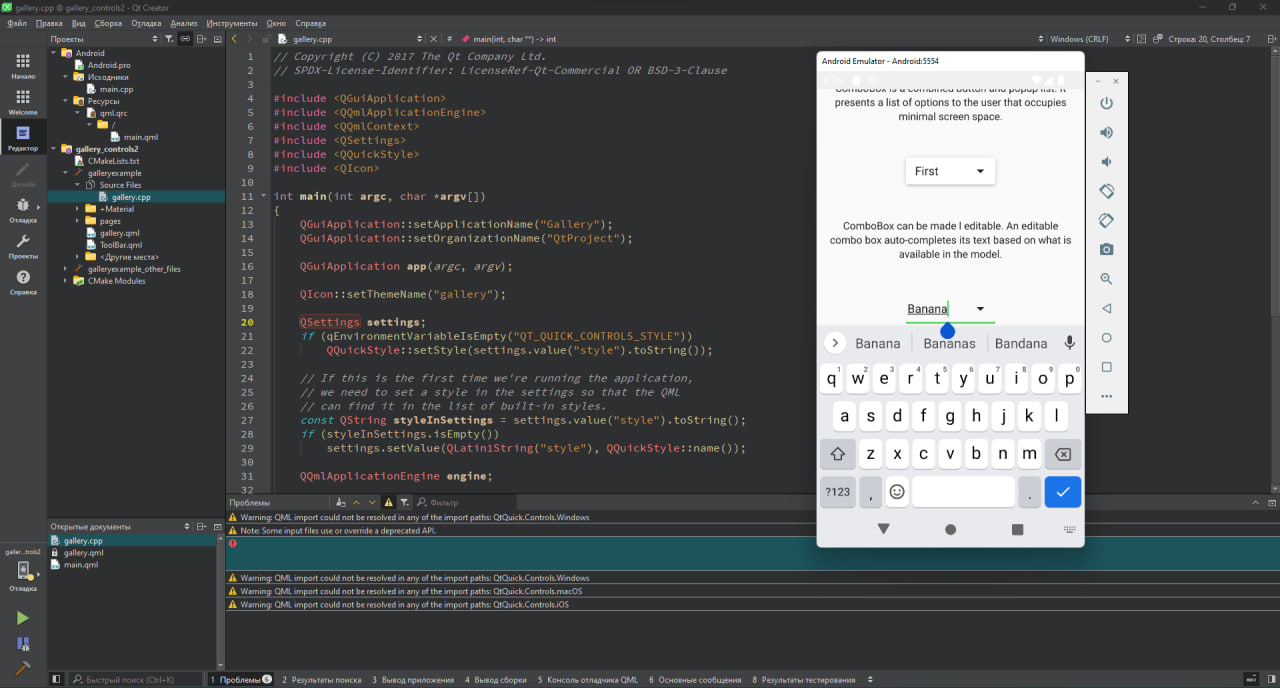 gallery.cpp @ gallery_controls2 - Qt Creator
Файл Правка Вид Сборка Отладка Анализ Инструменты Окно Справка
Проекты
gallery.cpp
#
main(int, char **) -> int
Windows (CRLF)
Строка: 20, Столбец: 7
Начало
Welcome
Редактор
Дизайн
Отладка
Проекты
Справка
Android
Android.pro
Исходники
main.cpp
Ресурсы
qml.qrc
/
main.qml
gallery_controls2
CMakeLists.txt
galleryexample
Source Files
gallery.cpp
+Material
pages
gallery.qml
ToolBar.qml
<Другие места>
galleryexample_other_files
CMake Modules
1 // Copyright (C) 2017 The Qt Company Ltd.
2 // SPDX-License-Identifier: LicenseRef-Qt-Commercial OR BSD-3-Clause
3
4 #include <QGuiApplication>
5 #include <QQmlApplicationEngine>
6 #include <QQmlContext>
7 #include <QSettings>
8 #include <QQuickStyle>
9 #include <QIcon>
10
11 int main(int argc, char *argv[])
12 {
13 QGuiApplication::setApplicationName("Gallery");
14 QGuiApplication::setOrganizationName("QtProject");
15
16 QGuiApplication app(argc, argv);
17
18 QIcon::setThemeName("gallery");
19
20 QSettings settings;
21 if (qEnvironmentVariableIsEmpty("QT_QUICK_CONTROLS_STYLE"))
22 QQuickStyle::setStyle(settings.value("style").toString());
23
24 // If this is the first time we're running the application,
25 // we need to set a style in the settings so that the QML
26 // can find it in the list of built-in styles.
27 const QString styleInSettings = settings.value("style").toString();
28 if (styleInSettings.isEmpty())
29 settings.setValue(QLatin1String("style"), QQuickStyle::name());
30
31 QQmlApplicationEngine engine;
32
Android Emulator - Android:5554
ComboBox is a combined button and popup list. It
presents a list of options to the user that occupies
minimal screen space.
First
ComboBox can be made l editable. An editable
combo box auto-completes its text based on what is
available in the model.
Banana
Banana Bananas Bandana
q1 w2 e3 r4 t5 y6 u7 i8 o9 p0
a s d f g h j k l
z x c v b n m
?123 , .
Открытые документы
gallery.cpp
gallery.qml
main.qml
Проблемы
Фильтр
Warning: QML import could not be resolved in any of the import paths: QtQuick.Controls.Windows
Note: Some input files use or override a deprecated API.
Warning: QML import could not be resolved in any of the import paths: QtQuick.Controls.Windows
Warning: QML import could not be resolved in any of the import paths: QtQuick.Controls.macOS
Warning: QML import could not be resolved in any of the import paths: QtQuick.Controls.iOS
galler...trols2
Отладка
Быстрый поиск (Ctrl+K)
1 Проблемы 6 2 Результаты поиска 3 Вывод приложения 4 Вывод сборки 5 Консоль отладчика QML 6 Основные сообщения 8 Результаты тестирования